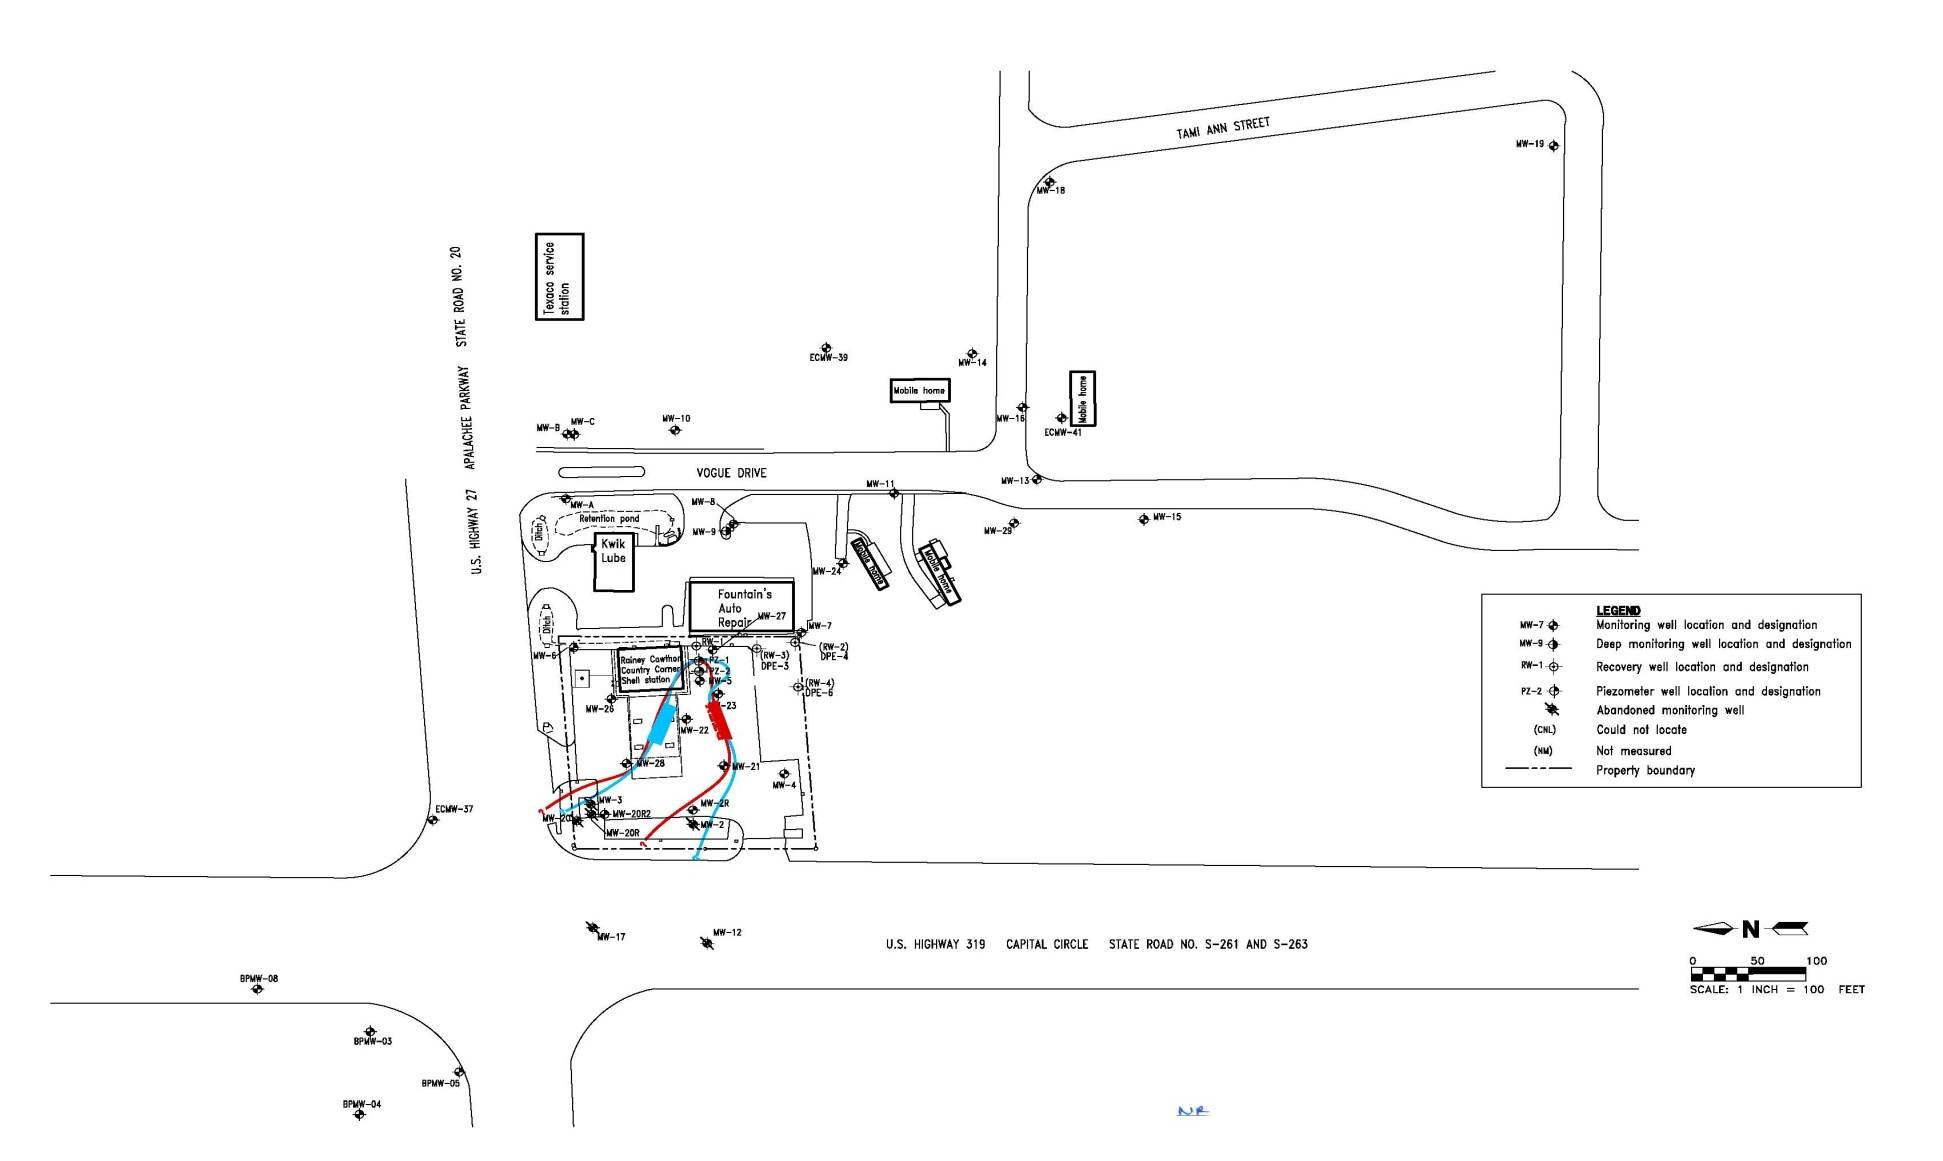 TAMI ANN STREET
MW-19
MW-18
U.S. HIGHWAY 27 APALACHEE PARKWAY STATE ROAD NO. 20
Texaco service
station
ECMW-39
MW-14
Mobile home
Mobile home
MW-16
ECMW-41
MW-B
MW-C
MW-10
VOGUE DRIVE
MW-13
MW-11
MW-A
MW-8
MW-9
MW-29
MW-15
Retention pond
Ditch
Kwik
Lube
MW-24
Mobile home
Mobile home
Fountain's
Auto
Repair
MW-27
MW-7
Ditch
MW-6
RW-1
(RW-2)
DPE-4
(RW-3)
DPE-3
Rainey Cawthon
Country Corner
Shell station
PZ-1
PZ-2
MW-5
(RW-4)
DPE-6
MW-26
-23
MW-22
MW-28
MW-21
MW-4
MW-3
MW-20
MW-20R2
MW-20R
MW-2R
MW-2
ECMW-37
MW-17
MW-12
U.S. HIGHWAY 319 CAPITAL CIRCLE STATE ROAD NO. S-261 AND S-263
BPMW-08
BPMW-03
BPMW-05
BPMW-04
LEGEND
MW-7 Monitoring well location and designation
MW-9 Deep monitoring well location and designation
RW-1 Recovery well location and designation
PZ-2 Piezometer well location and designation
Abandoned monitoring well
(CNL) Could not locate
(NM) Not measured
Property boundary
N
0 50 100
SCALE: 1 INCH = 100 FEET
NR